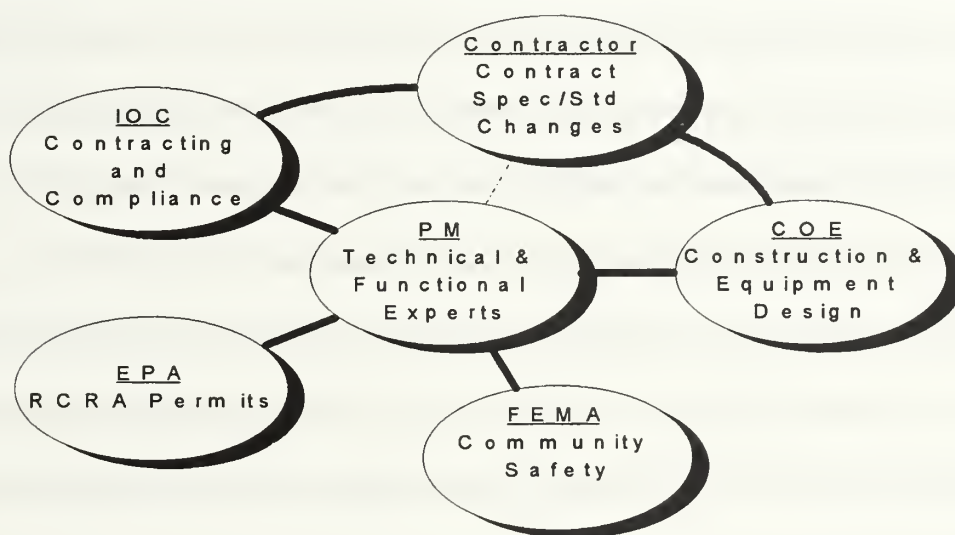 Contractor
Contract
Spec/Std
Changes
IOC
Contracting
and
Compliance
PM
Technical &
Functional
Experts
COE
Construction &
Equipment
Design
EPA
RCRA Permits
FEMA
Community
Safety